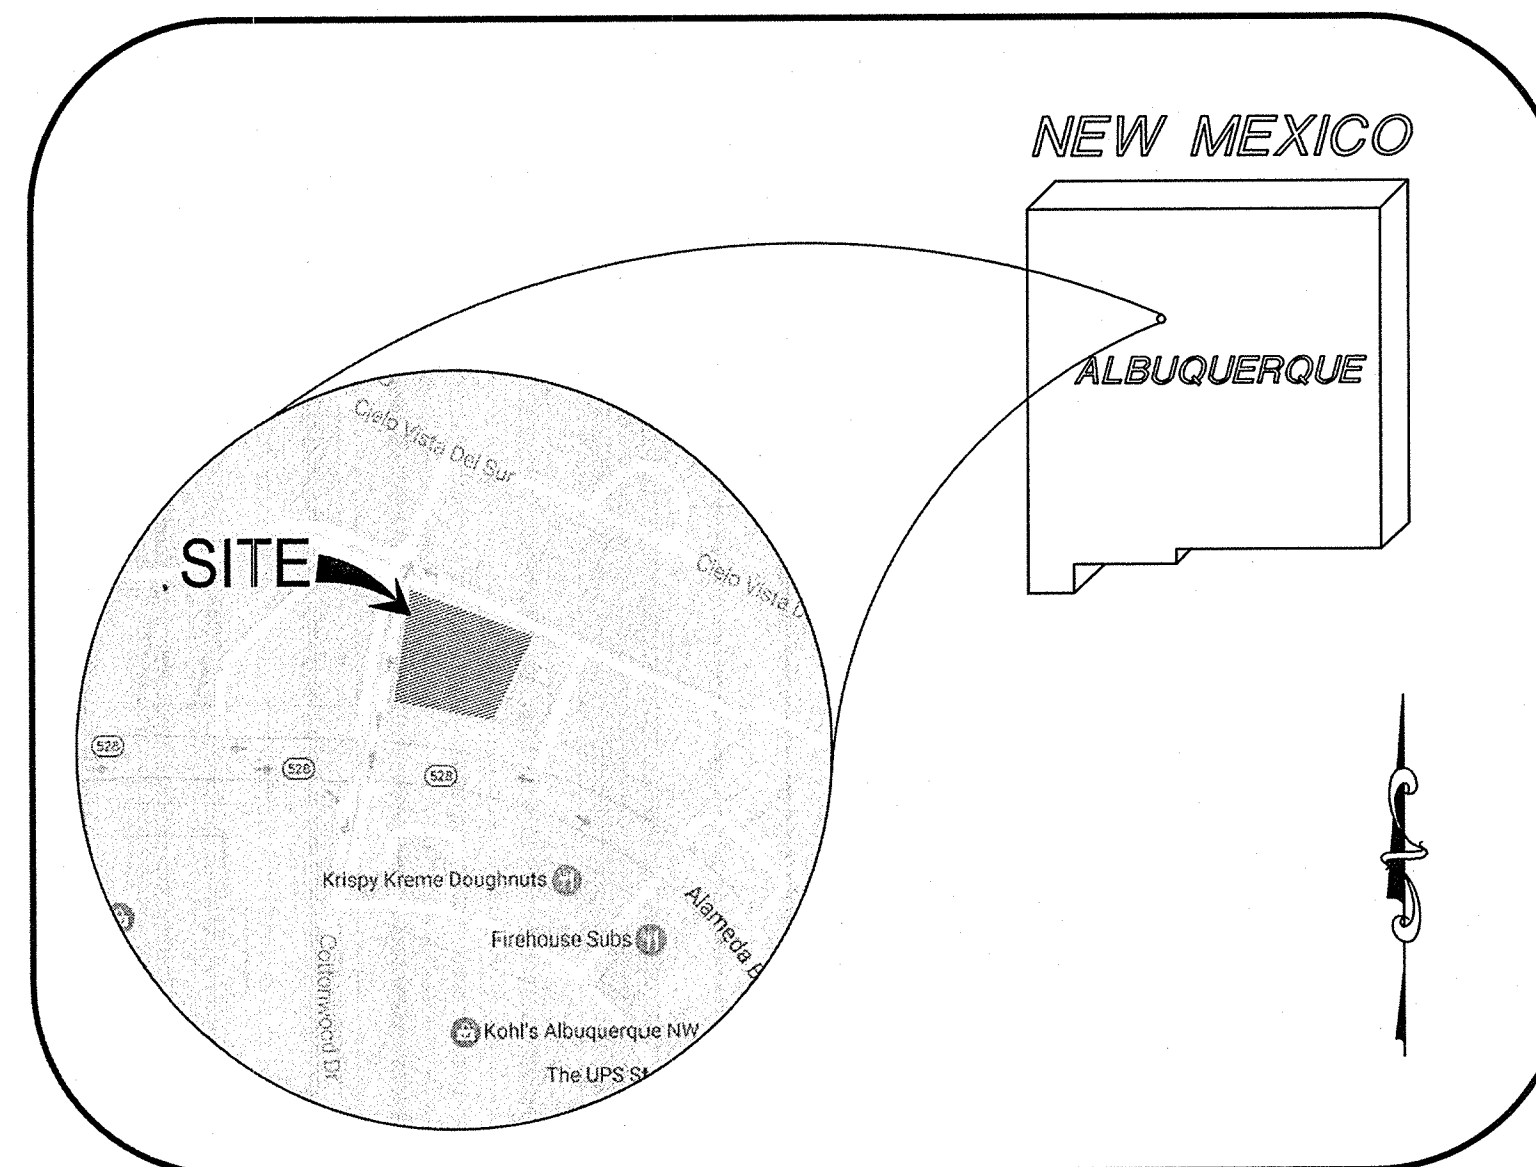 NEW MEXICO
ALBUQUERQUE
Cielo Vista Del Sur
SITE
Cielo Vista D
528
528
528
Krispy Kreme Doughnuts
Alameda B
Firehouse Subs
Cottonwood Dr
Kohl's Albuquerque NW
The UPS St